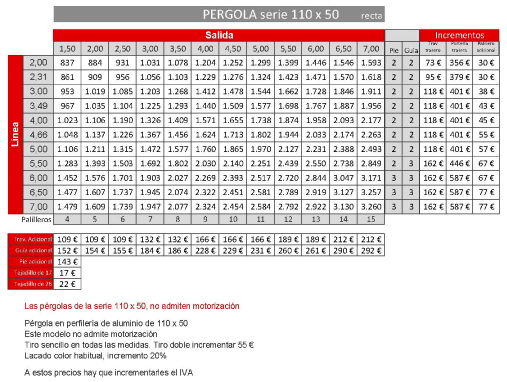 PERGOLA serie 110 x 50 recta
Salida Incrementos
1,50 2,00 2,50 3,00 3,50 4,00 4,50 5,00 5,50 6,00 6,50 7,00 Pie Guía Trav. trasero Portería trasera Palillero adicional
Línea
2,00 837 884 931 1.031 1.078 1.204 1.252 1.299 1.399 1.446 1.546 1.593 2 2 73 € 356 € 30 €
2.31 861 909 956 1.056 1.103 1.229 1.276 1.324 1.423 1.471 1.570 1.618 2 2 95 € 379 € 30 €
3,00 953 1.019 1.085 1.203 1.268 1.412 1.478 1.544 1.662 1.728 1.846 1.911 2 2 118 € 401 € 38 €
3,49 967 1.035 1.104 1.225 1.293 1.440 1.509 1.577 1.698 1.767 1.887 1.956 2 2 118 € 401 € 43 €
4,00 1.023 1.106 1.190 1.326 1.409 1.571 1.655 1.738 1.874 1.958 2.093 2.177 2 2 118 € 401 € 45 €
4,66 1.048 1.137 1.226 1.367 1.456 1.624 1.713 1.802 1.944 2.033 2.174 2.263 2 2 118 € 401 € 55 €
5,00 1.106 1.211 1.315 1.472 1.577 1.760 1.865 1.970 2.127 2.231 2.388 2.493 2 2 118 € 401 € 57 €
5,50 1.283 1.393 1.503 1.692 1.802 2.030 2.140 2.251 2.439 2.550 2.738 2.849 2 3 162 € 446 € 67 €
6,00 1.452 1.576 1.701 1.903 2.027 2.269 2.393 2.517 2.720 2.844 3.047 3.171 3 3 162 € 587 € 67 €
6,50 1.477 1.607 1.737 1.945 2.074 2.322 2.451 2.581 2.789 2.919 3.127 3.257 3 3 162 € 587 € 77 €
7,00 1.479 1.609 1.739 1.947 2.077 2.324 2.454 2.584 2.792 2.922 3.130 3.260 3 3 162 € 587 € 77 €
Palilleros 4 5 6 7 8 9 10 11 12 13 14 15
Trav. Adicional 109 € 109 € 109 € 132 € 132 € 166 € 166 € 166 € 189 € 189 € 212 € 212 €
Guía adicional 152 € 154 € 155 € 184 € 186 € 228 € 229 € 231 € 260 € 261 € 290 € 292 €
Pie adicional 143 €
Tejadillo de 17 17 €
Tejadillo de 26 22 €
Las pérgolas de la serie 110 x 50, no admiten motorización
Pérgola en perfilería de aluminio de 110 x 50
Este modelo no admite motorización
Tiro sencillo en todas las medidas. Tiro doble incrementar 55 €
Lacado color habitual, incremento 20%
A estos precios hay que incrementarles el IVA